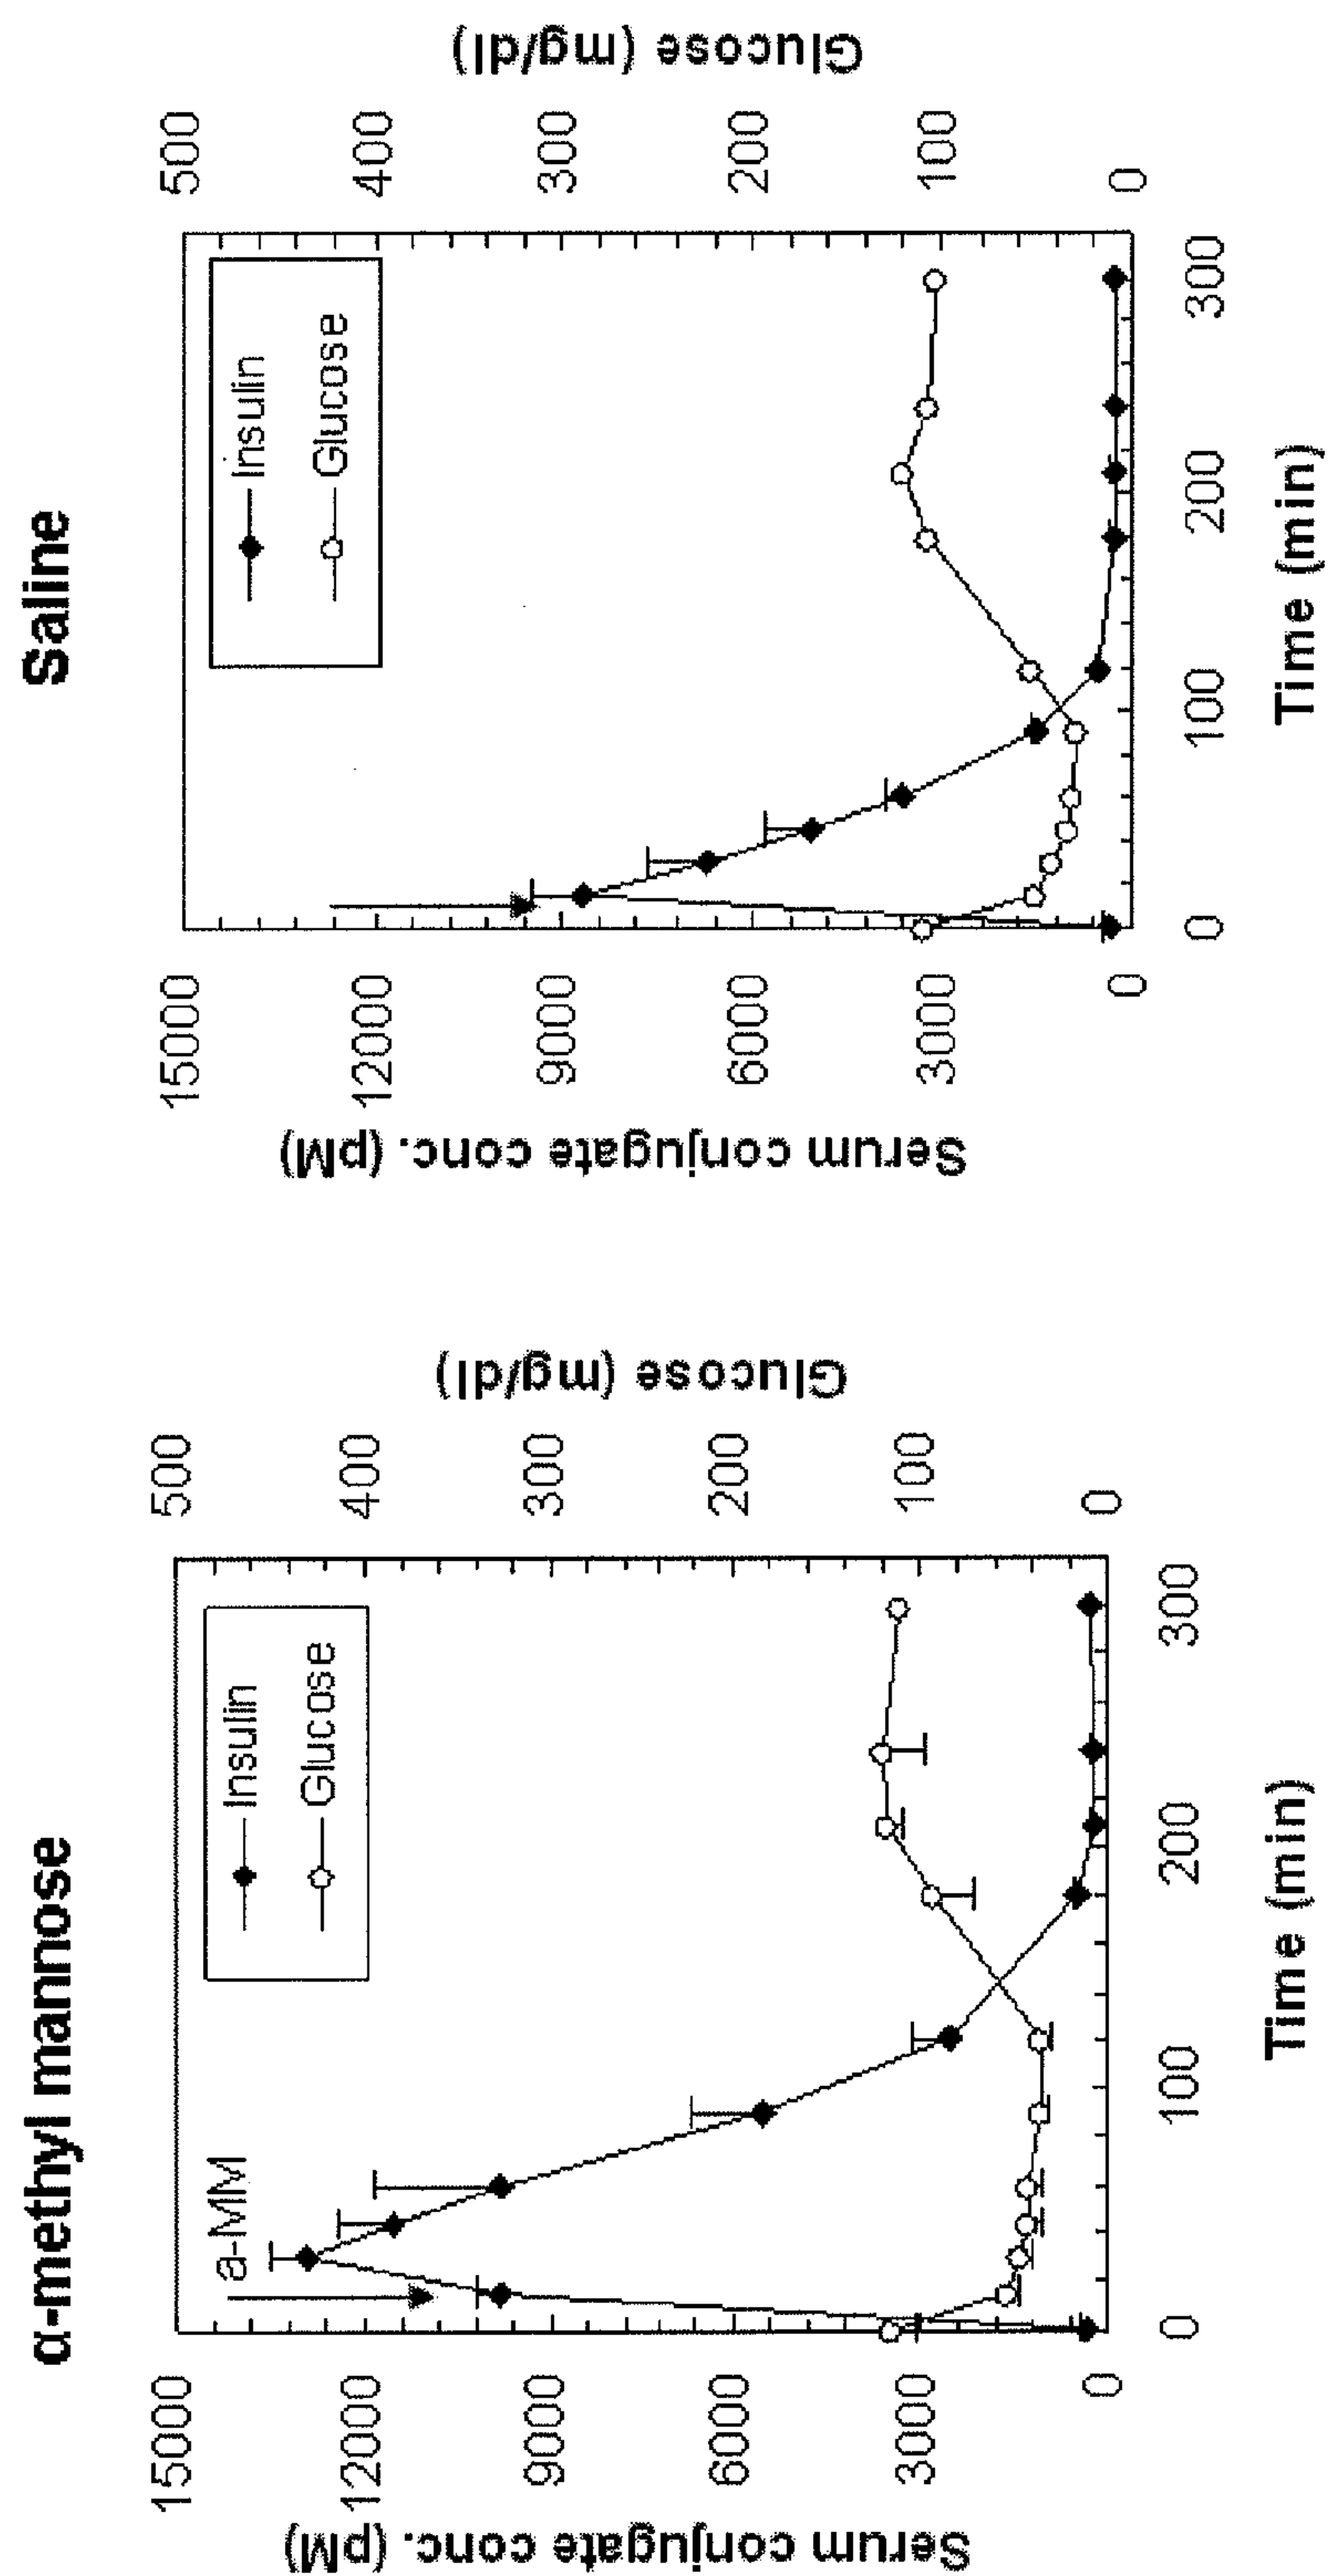 α-methyl mannose
Serum conjugate conc. (pM)
15000
12000
9000
6000
3000
0
a-MM
Insulin
Glucose
500
400
300
200
100
0
Glucose (mg/dl)
0
100
200
300
Time (min)
Saline
Serum conjugate conc. (pM)
15000
12000
9000
6000
3000
0
Insulin
Glucose
500
400
300
200
100
0
Glucose (mg/dl)
0
100
200
300
Time (min)